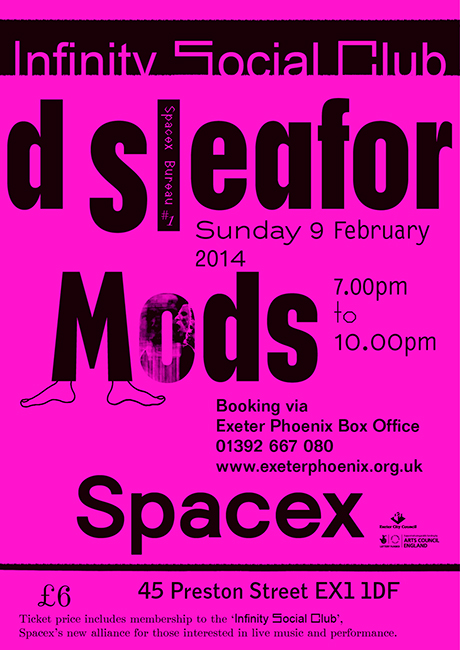 Infinity Social Club
d sleafor
Spacex Bureau #1
Sunday 9 February
2014
Mods
7.00pm
to
10.00pm
Booking via
Exeter Phoenix Box Office
01392 667 080
www.exeterphoenix.org.uk
Spacex
Exeter City Council
ARTS COUNCIL
ENGLAND
£6
45 Preston Street EX1 1DF
Ticket price includes membership to the ‘Infinity Social Club’,
Spacex’s new alliance for those interested in live music and performance.